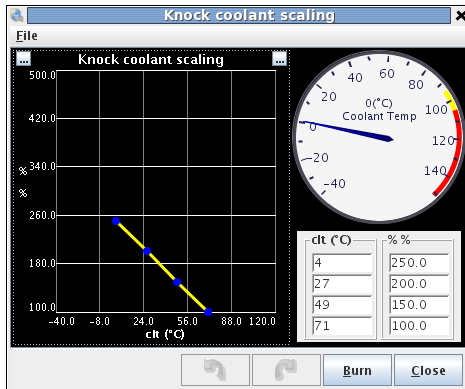 Knock coolant scaling
File
... Knock coolant scaling ...
500.0
420.0
% 340.0
%
260.0
180.0
100.0
-40.0 -8.0 24.0 56.0 88.0 120.0
clt (°C)
60
40
80
20
100
0(°C)
Coolant Temp
0
120
-20
140
-40
clt (°C) % %
4 250.0
27 200.0
49 150.0
71 100.0
Burn Close